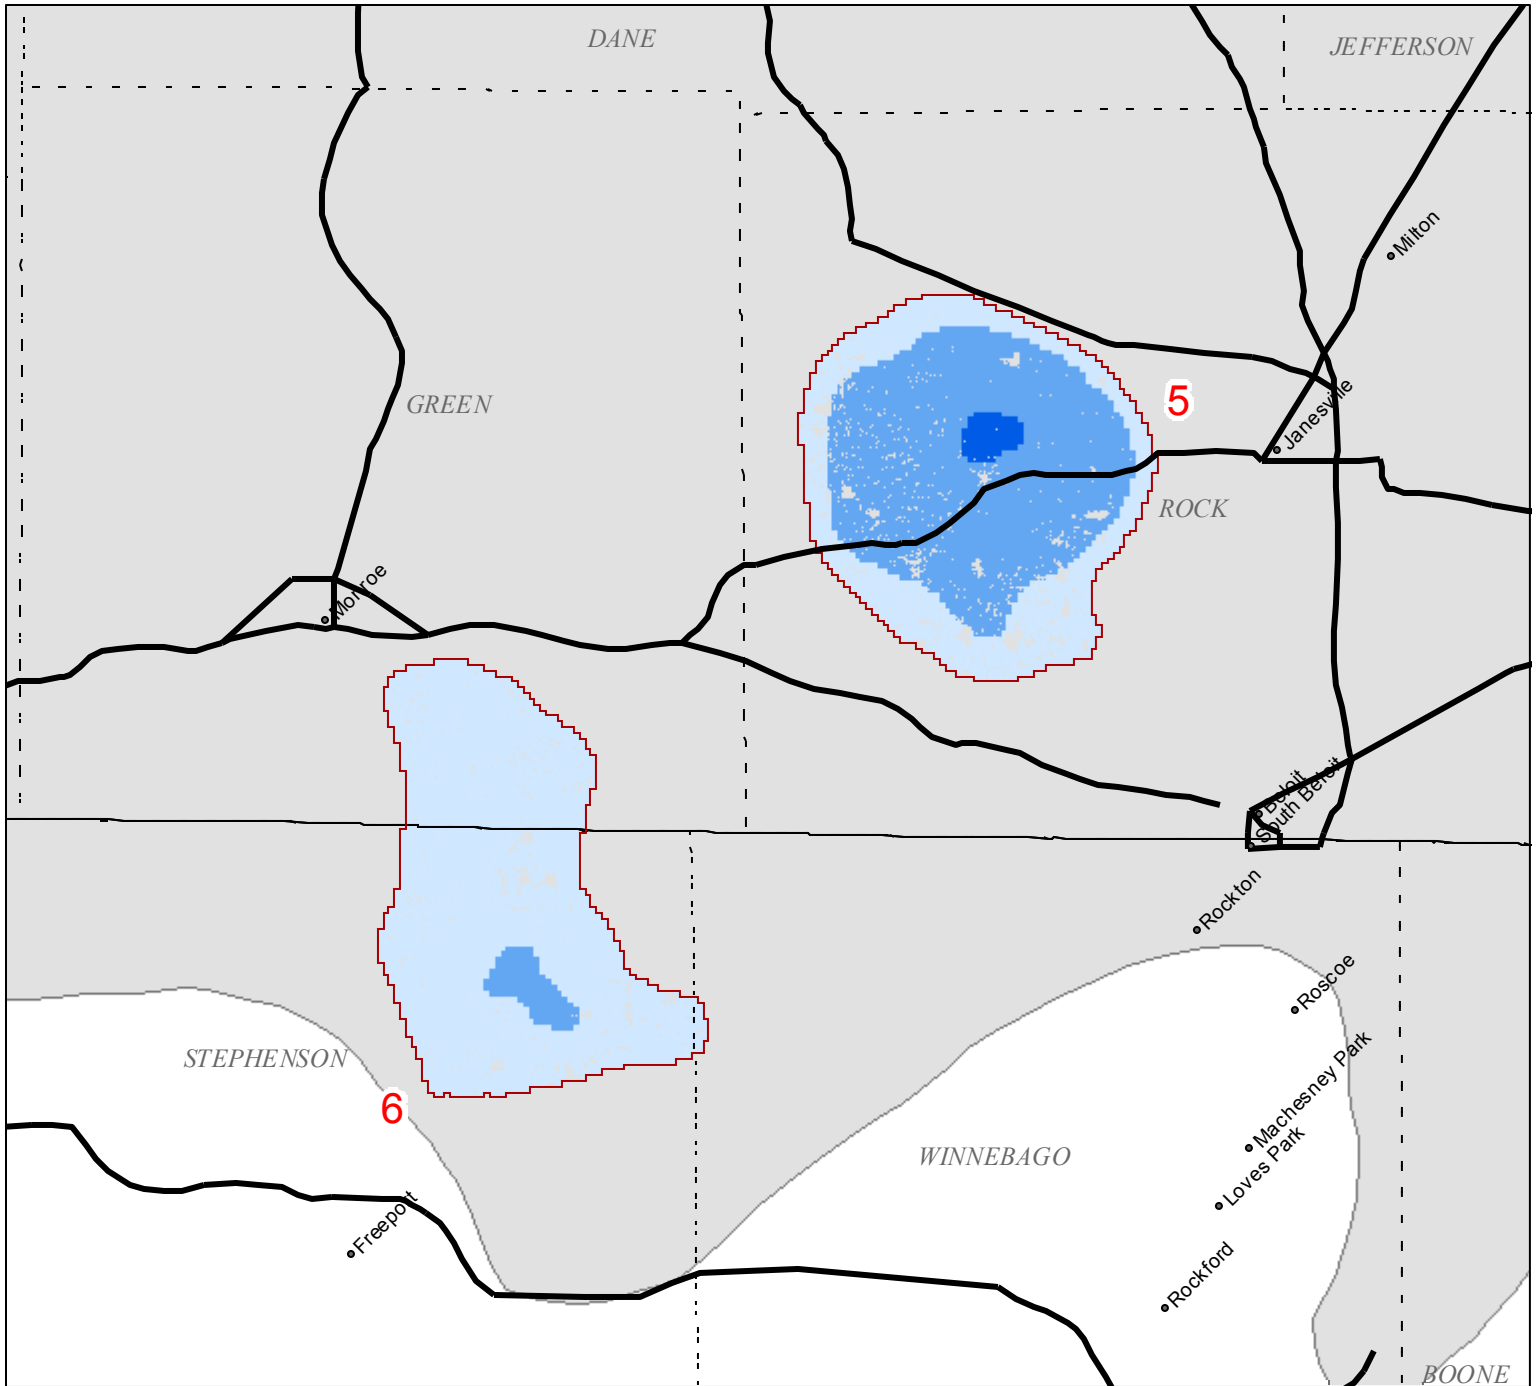 DANE
JEFFERSON
Milton
5
GREEN
Janesville
ROCK
Monroe
Beloit
South Beloit
Rockton
Roscoe
STEPHENSON
6
Machesney Park
WINNEBAGO
Loves Park
Freeport
Rockford
BOONE